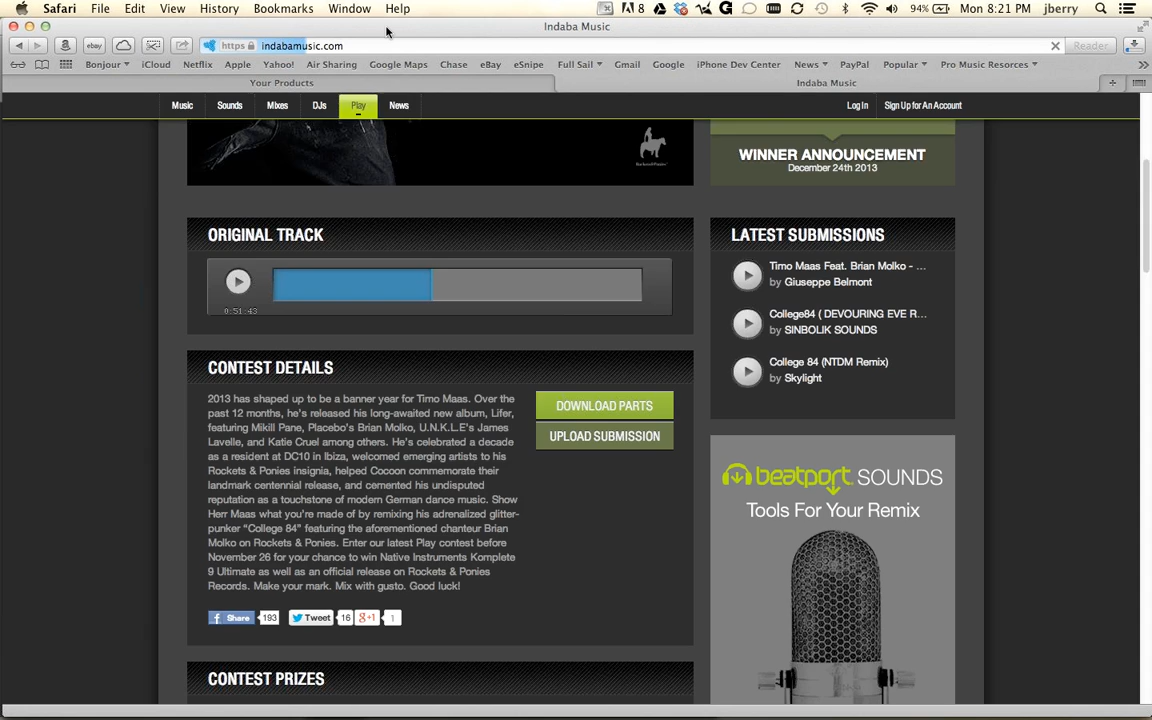 Safari File Edit View History Bookmarks Window Help
8 94% Mon 8:21 PM jberry
Indaba Music
ebay https indabamusic.com Reader
Bonjour iCloud Netflix Apple Yahoo! Air Sharing Google Maps Chase eBay eSnipe Full Sail Gmail Google iPhone Dev Center News PayPal Popular Pro Music Resorces
Your Products Indaba Music
Music Sounds Mixes DJs Play News Log In Sign Up for An Account
WINNER ANNOUNCEMENT
December 24th 2013
ORIGINAL TRACK
0:51:43
LATEST SUBMISSIONS
Timo Maas Feat. Brian Molko - ...
by Giuseppe Belmont
College84 ( DEVOURING EVE R...
by SINBOLIK SOUNDS
College 84 (NTDM Remix)
by Skylight
CONTEST DETAILS
2013 has shaped up to be a banner year for Timo Maas. Over the
past 12 months, he's released his long-awaited new album, Lifer,
featuring Mikill Pane, Placebo's Brian Molko, U.N.K.L.E's James
Lavelle, and Katie Cruel among others. He's celebrated a decade
as a resident at DC10 in Ibiza, welcomed emerging artists to his
Rockets & Ponies insignia, helped Cocoon commemorate their
landmark centennial release, and cemented his undisputed
reputation as a touchstone of modern German dance music. Show
Herr Maas what you're made of by remixing his adrenalized glitter-
punker “College 84” featuring the aforementioned chanteur Brian
Molko on Rockets & Ponies. Enter our latest Play contest before
November 26 for your chance to win Native Instruments Komplete
9 Ultimate as well as an official release on Rockets & Ponies
Records. Make your mark. Mix with gusto. Good luck!
DOWNLOAD PARTS
UPLOAD SUBMISSION
Share 193 Tweet 16 +1 1
beatport SOUNDS
Tools For Your Remix
CONTEST PRIZES